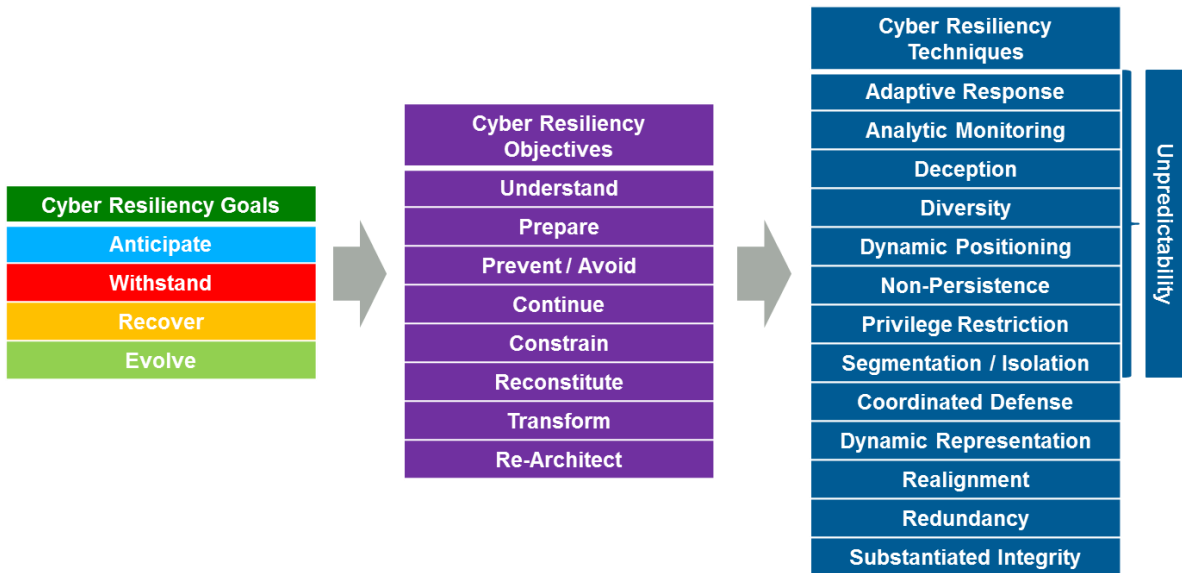 Cyber Resiliency Goals
Anticipate
Withstand
Recover
Evolve
Cyber Resiliency
Objectives
Understand
Prepare
Prevent / Avoid
Continue
Constrain
Reconstitute
Transform
Re-Architect
Cyber Resiliency
Techniques
Adaptive Response
Analytic Monitoring
Deception
Diversity
Dynamic Positioning
Non-Persistence
Privilege Restriction
Segmentation / Isolation
Coordinated Defense
Dynamic Representation
Realignment
Redundancy
Substantiated Integrity
Unpredictability